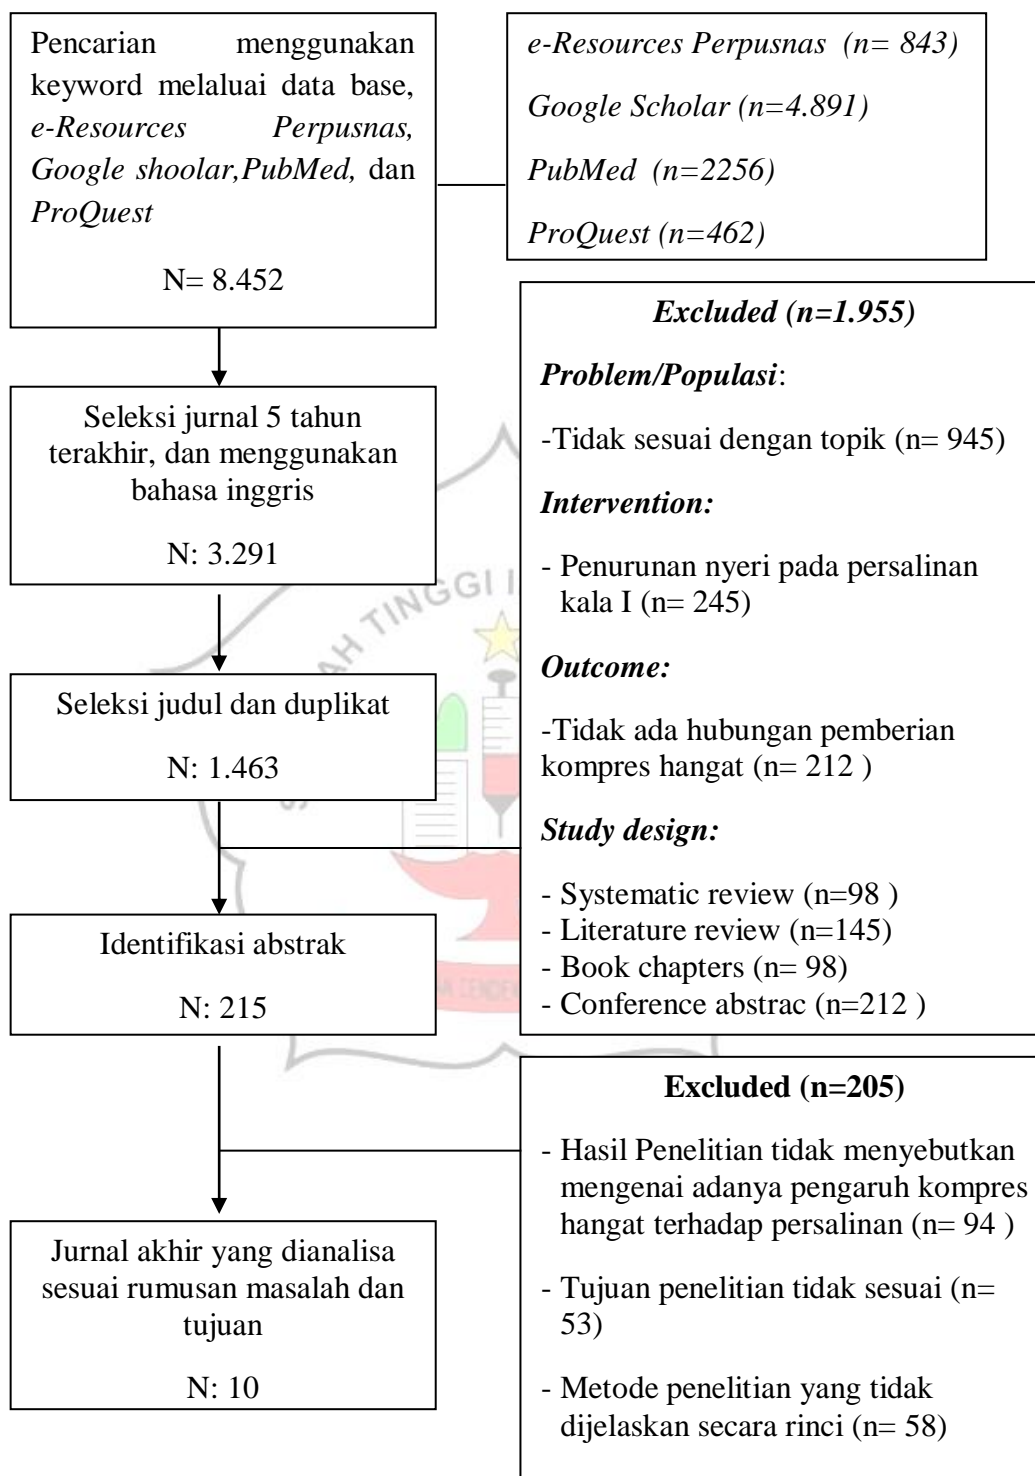 Pencarian menggunakan
keyword melaluai data base,
e-Resources Perpusnas,
Google shoolar,PubMed, dan
ProQuest
N= 8.452
e-Resources Perpusnas (n= 843)
Google Scholar (n=4.891)
PubMed (n=2256)
ProQuest (n=462)
Seleksi jurnal 5 tahun
terakhir, dan menggunakan
bahasa inggris
N: 3.291
Seleksi judul dan duplikat
N: 1.463
Excluded (n=1.955)
Problem/Populasi:
-Tidak sesuai dengan topik (n= 945)
Intervention:
- Penurunan nyeri pada persalinan
kala I (n= 245)
Outcome:
-Tidak ada hubungan pemberian
kompres hangat (n= 212 )
Study design:
- Systematic review (n=98 )
- Literature review (n=145)
- Book chapters (n= 98)
- Conference abstrac (n=212 )
Identifikasi abstrak
N: 215
Excluded (n=205)
- Hasil Penelitian tidak menyebutkan
mengenai adanya pengaruh kompres
hangat terhadap persalinan (n= 94 )
- Tujuan penelitian tidak sesuai (n=
53)
- Metode penelitian yang tidak
dijelaskan secara rinci (n= 58)
Jurnal akhir yang dianalisa
sesuai rumusan masalah dan
tujuan
N: 10
TINGGI